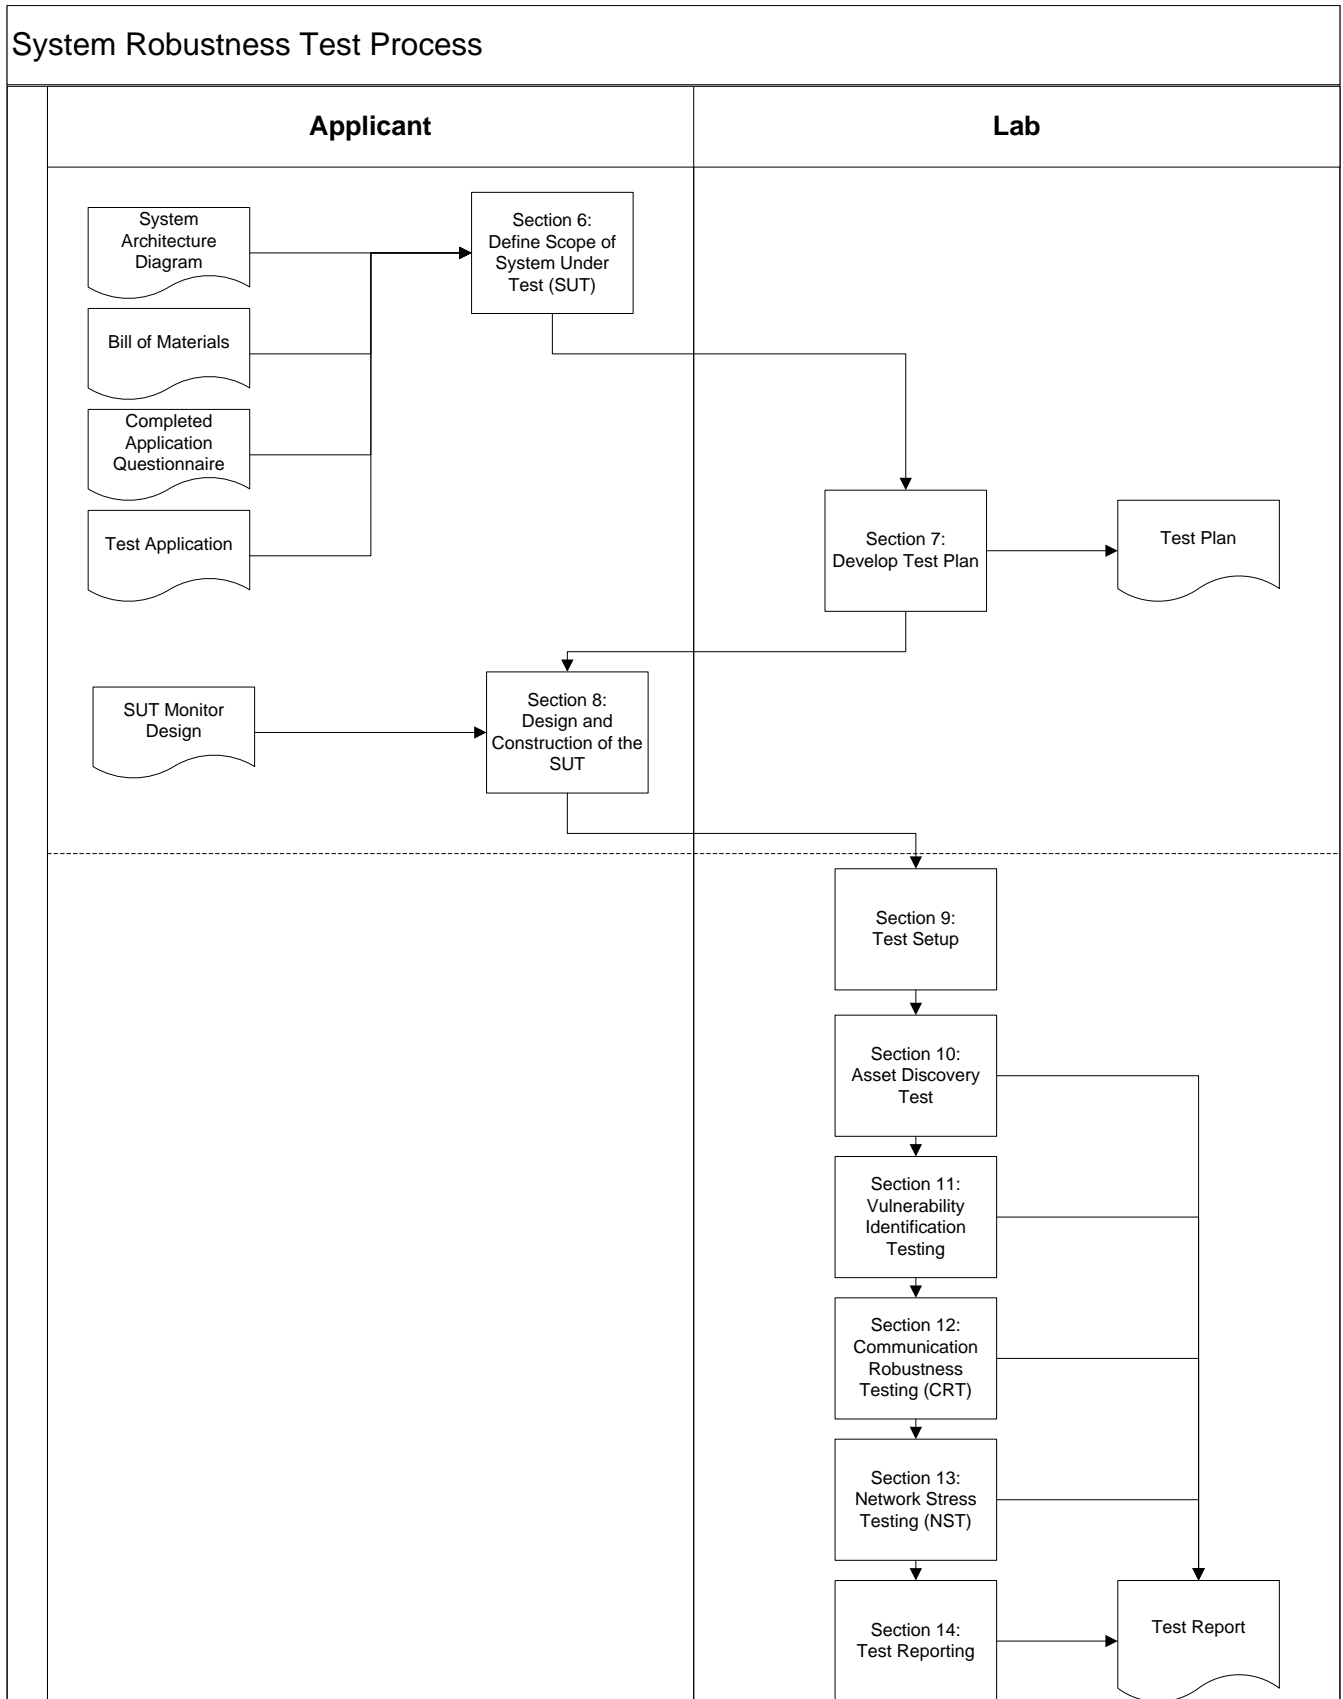 System Robustness Test Process
Applicant
Lab
System
Architecture
Diagram
Section 6:
Define Scope of
System Under
Test (SUT)
Bill of Materials
Completed
Application
Questionnaire
Test Application
Section 7:
Develop Test Plan
Test Plan
SUT Monitor
Design
Section 8:
Design and
Construction of the
SUT
Section 9:
Test Setup
Section 10:
Asset Discovery
Test
Section 11:
Vulnerability
Identification
Testing
Section 12:
Communication
Robustness
Testing (CRT)
Section 13:
Network Stress
Testing (NST)
Section 14:
Test Reporting
Test Report